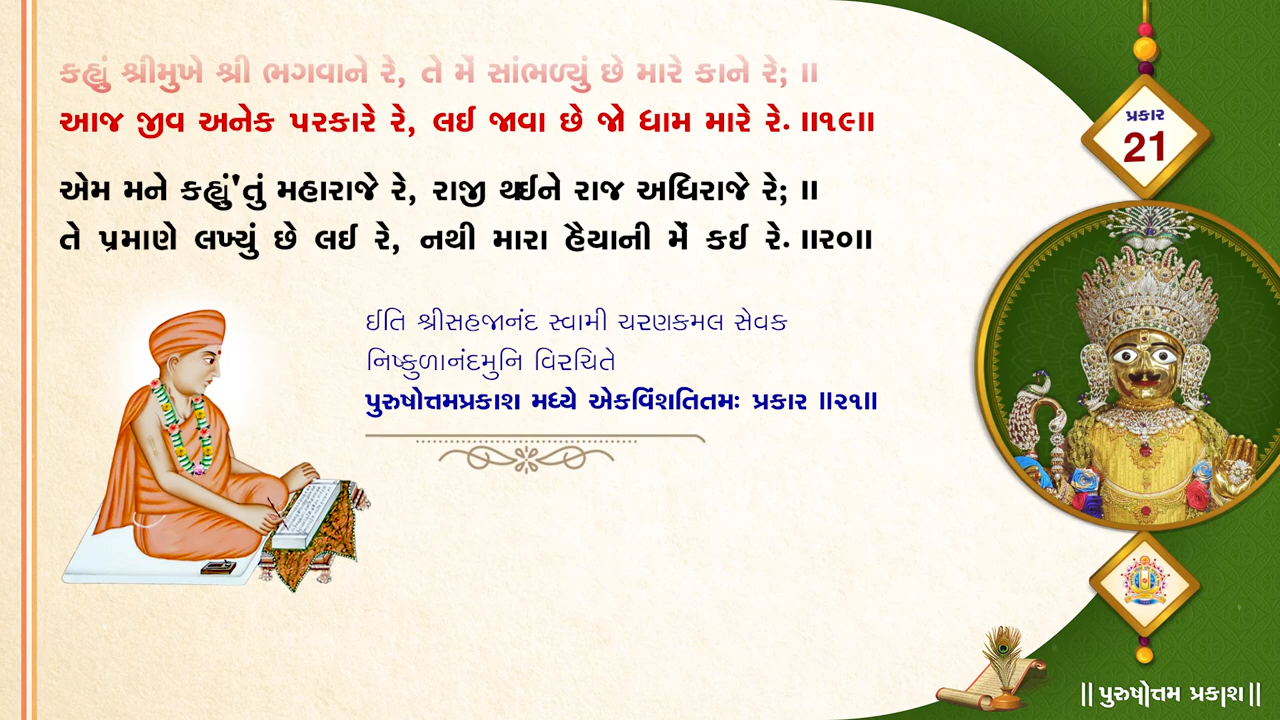 કહ્યું શ્રીમુખે શ્રી ભગવાને રે, તે મેં સાંભળ્યું છે મારે કાને રે; ॥
આજ જીવ અનેક પરકારે રે, લઈ જાવા છે જો ધામ મારે રે. ॥૧૯॥
એમ મને કહ્યું'તું મહારાજે રે, રાજી થઈને રાજ અધિરાજે રે; ॥
તે પ્રમાણે લખ્યું છે લઈ રે, નથી મારા હૈયાની મેં કઈ રે. ॥૨૦॥
ઈતિ શ્રીસહજાનંદ સ્વામી ચરણકમલ સેવક
નિષ્કુળાનંદમુનિ વિરચિતે
પુરુષોત્તમપ્રકાશ મધ્યે એકવિંશતિતમઃ પ્રકાર ॥૨૧॥
પ્રકાર
21
॥ પુરુષોત્તમ પ્રકાશ ॥